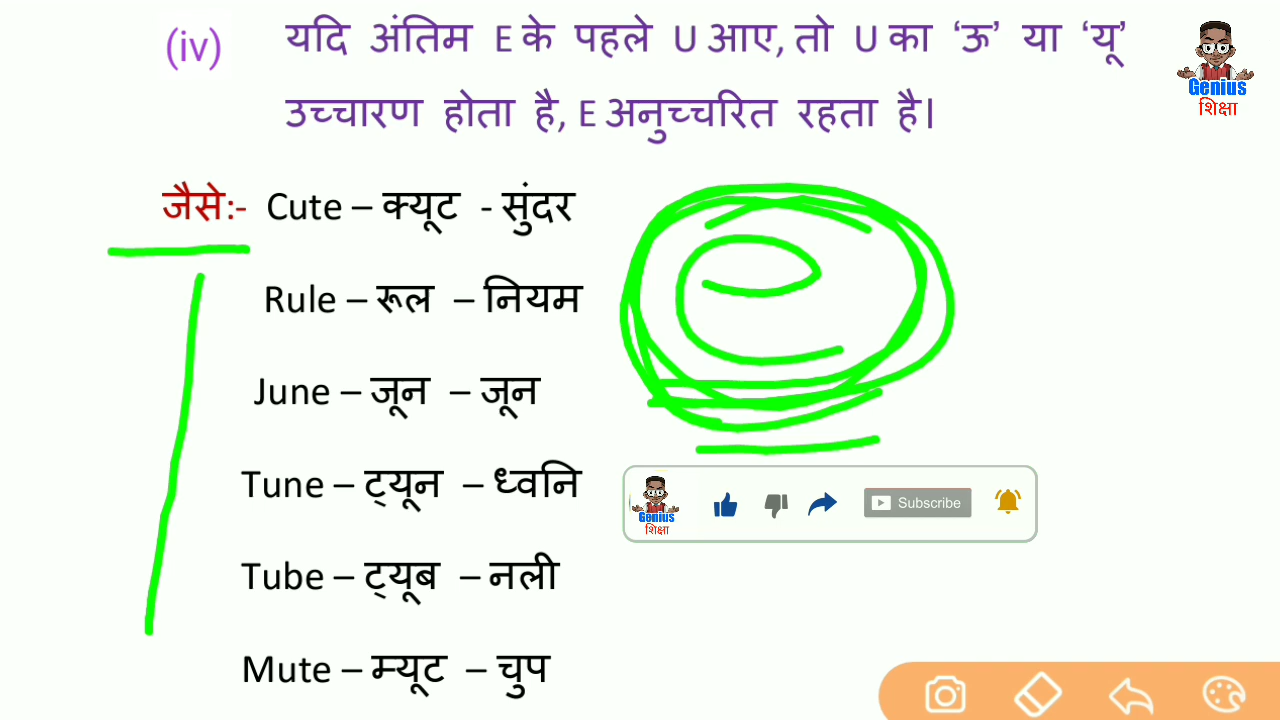 (iv) यदि अंतिम E के पहले U आए, तो U का ‘ऊ’ या ‘यू’
उच्चारण होता है, E अनुच्चरित रहता है।
Genius
शिक्षा
जैसे:- Cute – क्यूट - सुंदर
Rule – रूल – नियम
June – जून – जून
Tune – ट्यून – ध्वनि
Tube – ट्यूब – नली
Mute – म्यूट – चुप
e
Genius
शिक्षा
Subscribe